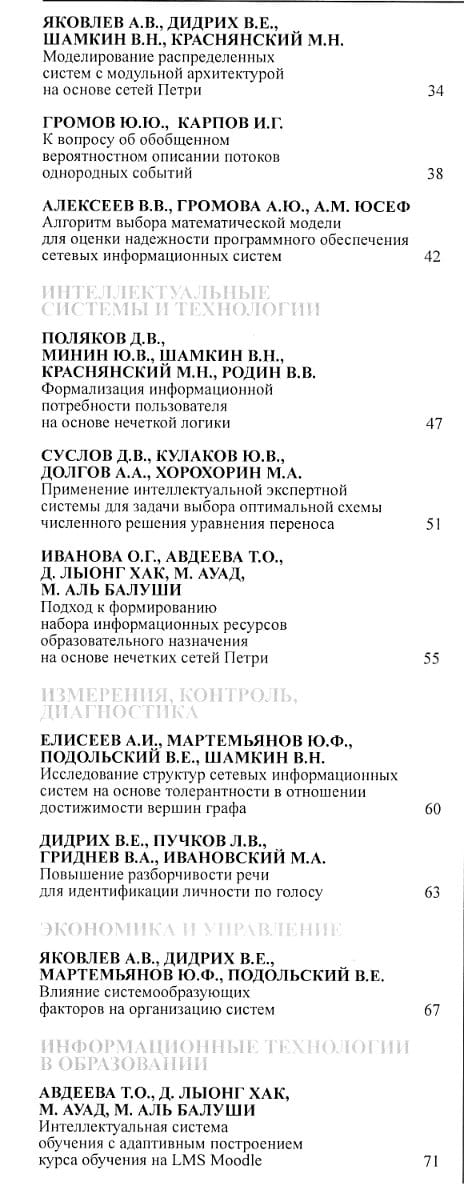 ЯКОВЛЕВ А.В., ДИДРИХ В.Е.,
ШАМКИН В.Н., КРАСНЯНСКИЙ М.Н.
Моделирование распределенных
систем с модульной архитектурой
на основе сетей Петри 34
ГРОМОВ Ю.Ю., КАРПОВ И.Г.
К вопросу об обобщенном
вероятностном описании потоков
однородных событий 38
АЛЕКСЕЕВ В.В., ГРОМОВА А.Ю., А.М. ЮСЕФ
Алгоритм выбора математической модели
для оценки надежности программного обеспечения
сетевых информационных систем 42
ИНТЕЛЛЕКТУАЛЬНЫЕ
СИСТЕМЫ И ТЕХНОЛОГИИ
ПОЛЯКОВ Д.В.,
МИНИН Ю.В., ШАМКИН В.Н.,
КРАСНЯНСКИЙ М.Н., РОДИН В.В.
Формализация информационной
потребности пользователя
на основе нечеткой логики 47
СУСЛОВ Д.В., КУЛАКОВ Ю.В.,
ДОЛГОВ А.А., ХОРОХОРИН М.А.
Применение интеллектуальной экспертной
системы для задачи выбора оптимальной схемы
численного решения уравнения переноса 51
ИВАНОВА О.Г., АВДЕЕВА Т.О.,
Д. ЛЫОНГ ХАК, М. АУАД,
М. АЛЬ БАЛУШИ
Подход к формированию
набора информационных ресурсов
образовательного назначения
на основе нечетких сетей Петри 55
ИЗМЕРЕНИЯ, КОНТРОЛЬ,
ДИАГНОСТИКА
ЕЛИСЕЕВ А.И., МАРТЕМЬЯНОВ Ю.Ф.,
ПОДОЛЬСКИЙ В.Е., ШАМКИН В.Н.
Исследование структур сетевых информационных
систем на основе толерантности в отношении
достижимости вершин графа 60
ДИДРИХ В.Е., ПУЧКОВ Л.В.,
ГРИДНЕВ В.А., ИВАНОВСКИЙ М.А.
Повышение разборчивости речи
для идентификации личности по голосу 63
ЭКОНОМИКА И УПРАВЛЕНИЕ
ЯКОВЛЕВ А.В., ДИДРИХ В.Е.,
МАРТЕМЬЯНОВ Ю.Ф., ПОДОЛЬСКИЙ В.Е.
Влияние системообразующих
факторов на организацию систем 67
ИНФОРМАЦИОННЫЕ ТЕХНОЛОГИИ
В ОБРАЗОВАНИИ
АВДЕЕВА Т.О., Д. ЛЫОНГ ХАК,
М. АУАД, М. АЛЬ БАЛУШИ
Интеллектуальная система
обучения с адаптивным построением
курса обучения на LMS Moodle 71